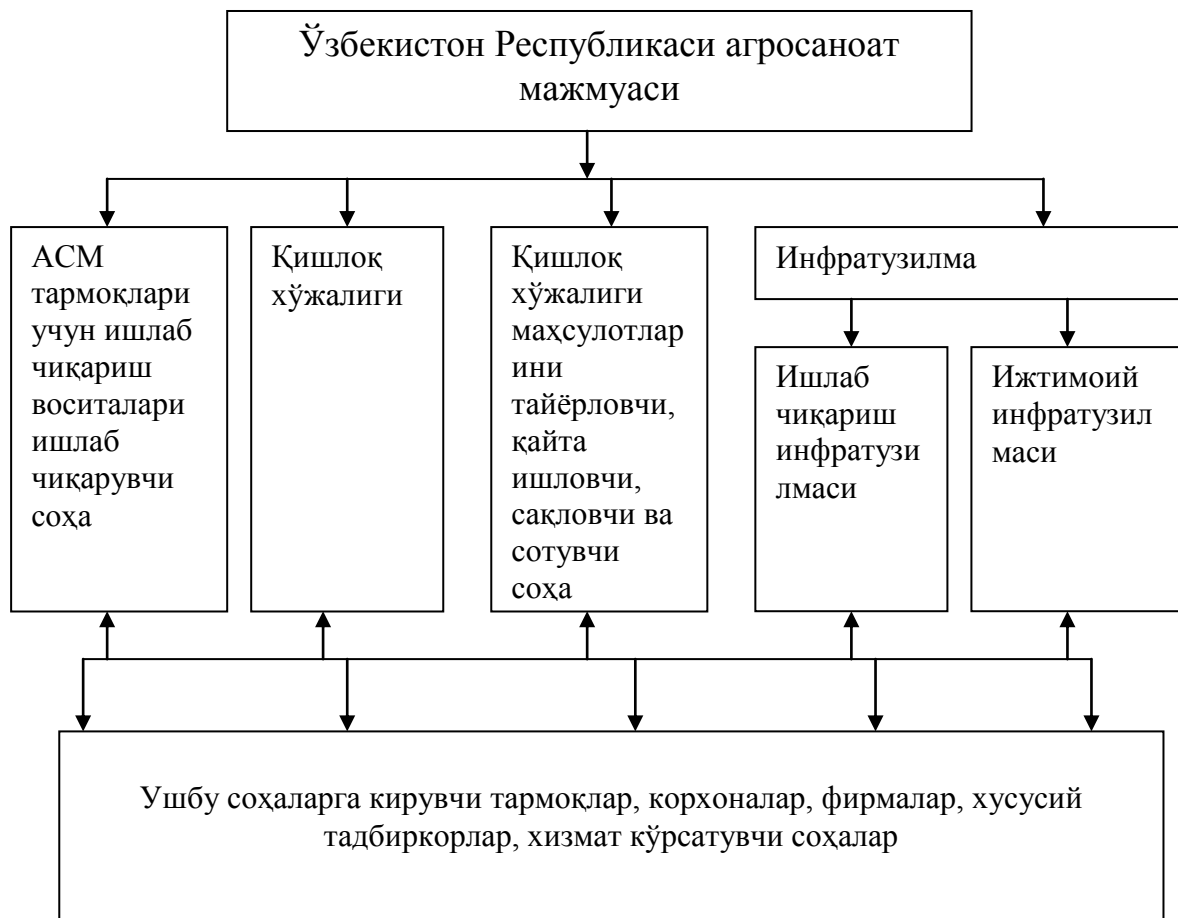 Ўзбекистон Республикаси агросаноат
мажмуаси
АСМ
тармоқлари
учун ишлаб
чиқариш
воситалари
ишлаб
чиқарувчи
соҳа
Қишлоқ
хўжалиги
Қишлоқ
хўжалиги
маҳсулотлар
ини
тайёрловчи,
қайта
ишловчи,
сақловчи ва
сотувчи
соҳа
Инфратузилма
Ишлаб
чиқариш
инфратузи
лмаси
Ижтимоий
инфратузил
маси
Ушбу соҳаларга кирувчи тармоқлар, корхоналар, фирмалар, хусусий
тадбиркорлар, хизмат кўрсатувчи соҳалар